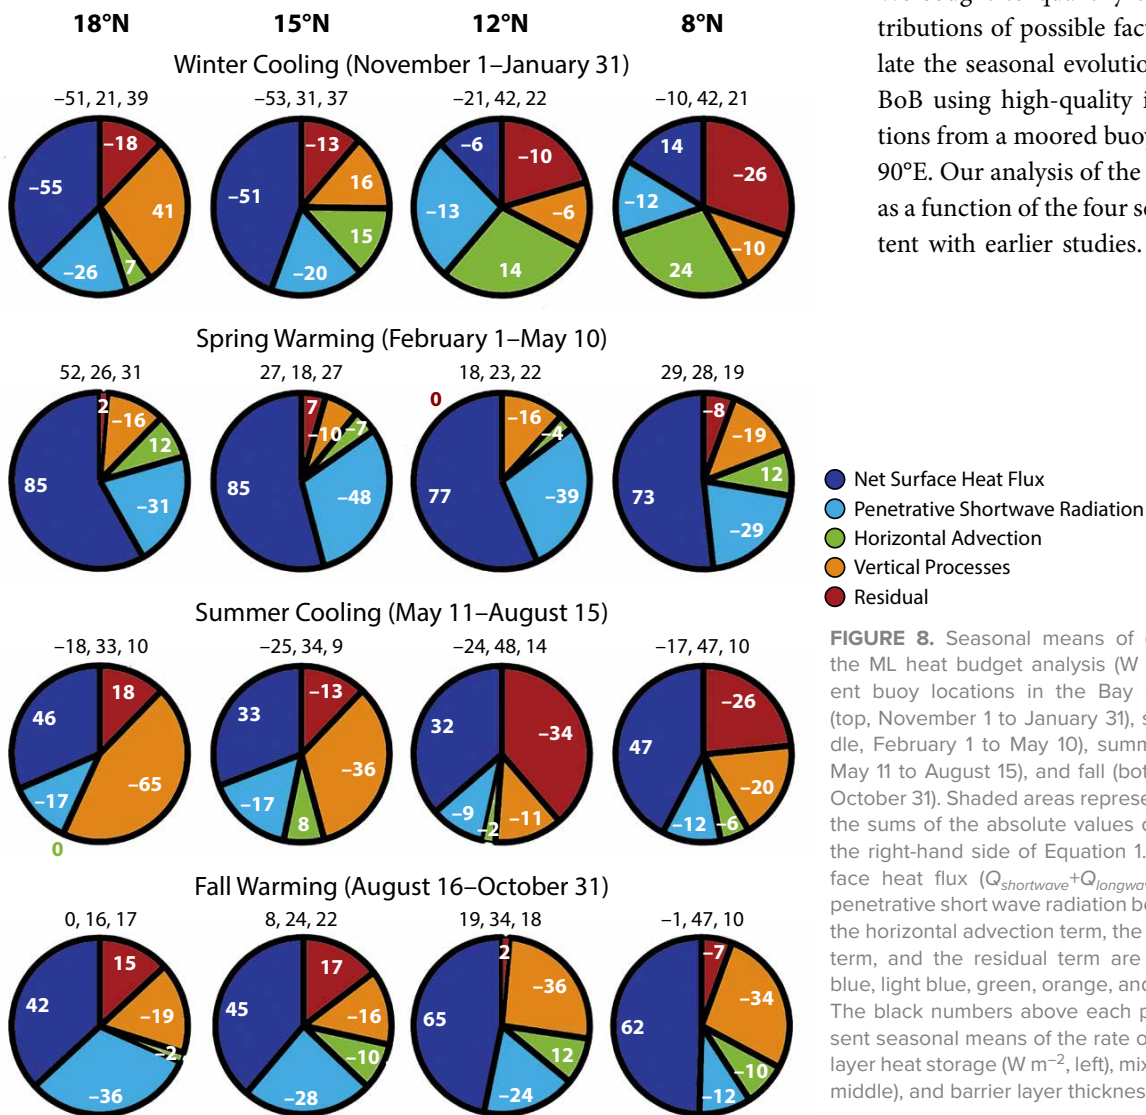 18°N 15°N 12°N 8°N
Winter Cooling (November 1–January 31)
–51, 21, 39 –53, 31, 37 –21, 42, 22 –10, 42, 21
–18 41 7 –26 –55
–13 16 15 –20 –51
–10 –6 14 –13 –6
–26 –10 24 –12 14
Spring Warming (February 1–May 10)
52, 26, 31 27, 18, 27 18, 23, 22 29, 28, 19
2 –16 12 –31 85
7 –10 –7 –48 85
0 –16 –4 –39 77
–8 –19 12 –29 73
Summer Cooling (May 11–August 15)
–18, 33, 10 –25, 34, 9 –24, 48, 14 –17, 47, 10
18 –65 0 –17 46
–13 –36 8 –17 33
–34 –11 –2 –9 32
–26 –20 –6 –12 47
Fall Warming (August 16–October 31)
0, 16, 17 8, 24, 22 19, 34, 18 –1, 47, 10
15 –19 –2 –36 42
17 –16 –10 –28 45
2 –36 12 –24 65
–7 –34 –10 –12 62
Net Surface Heat Flux
Penetrative Shortwave Radiation
Horizontal Advection
Vertical Processes
Residual
tributions of possible fact
late the seasonal evolution
BoB using high-quality i
tions from a moored buoy
90°E. Our analysis of the
as a function of the four se
tent with earlier studies.
FIGURE 8. Seasonal means of
the ML heat budget analysis (W
ent buoy locations in the Bay
(top, November 1 to January 31), s
dle, February 1 to May 10), summ
May 11 to August 15), and fall (bot
October 31). Shaded areas represe
the sums of the absolute values o
the right-hand side of Equation 1.
face heat flux (Qshortwave+Qlongwav
penetrative short wave radiation be
the horizontal advection term, the
term, and the residual term are
blue, light blue, green, orange, and
The black numbers above each p
sent seasonal means of the rate o
layer heat storage (W m⁻², left), mix
middle), and barrier layer thicknes